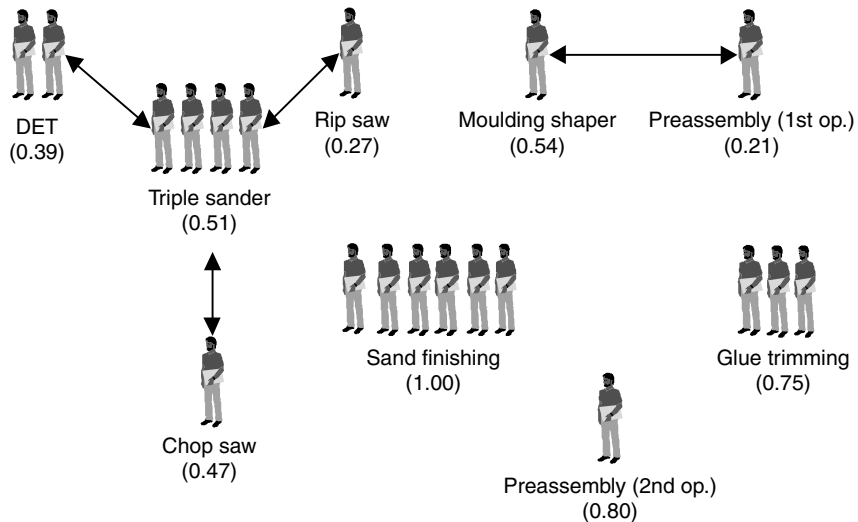 DET
(0.39)
Rip saw
(0.27)
Moulding shaper
(0.54)
Preassembly (1st op.)
(0.21)
Triple sander
(0.51)
Sand finishing
(1.00)
Glue trimming
(0.75)
Chop saw
(0.47)
Preassembly (2nd op.)
(0.80)